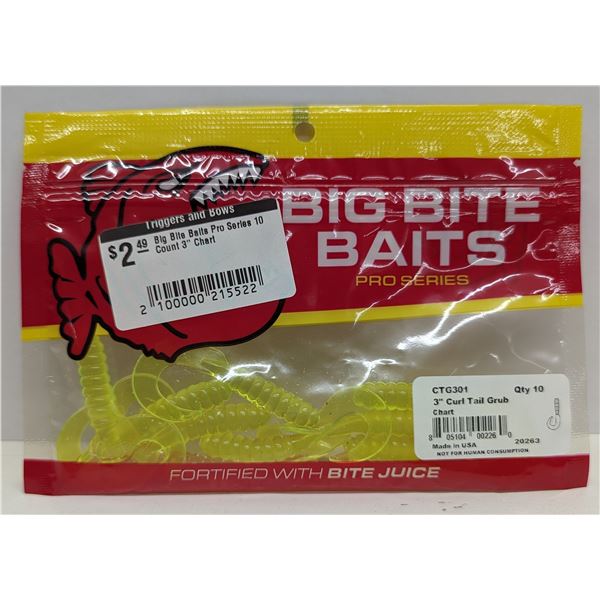 BIG BITE
BAITS
PRO SERIES
Triggers and Bows
$2.49
Big Bite Baits Pro Series 10
Count 3" Chart
2 100000 215522
CTG301 Qty 10
3" Curl Tail Grub
Chart
8 05104 00226 0
Made in USA 20263
NOT FOR HUMAN CONSUMPTION
FORTIFIED WITH BITE JUICE